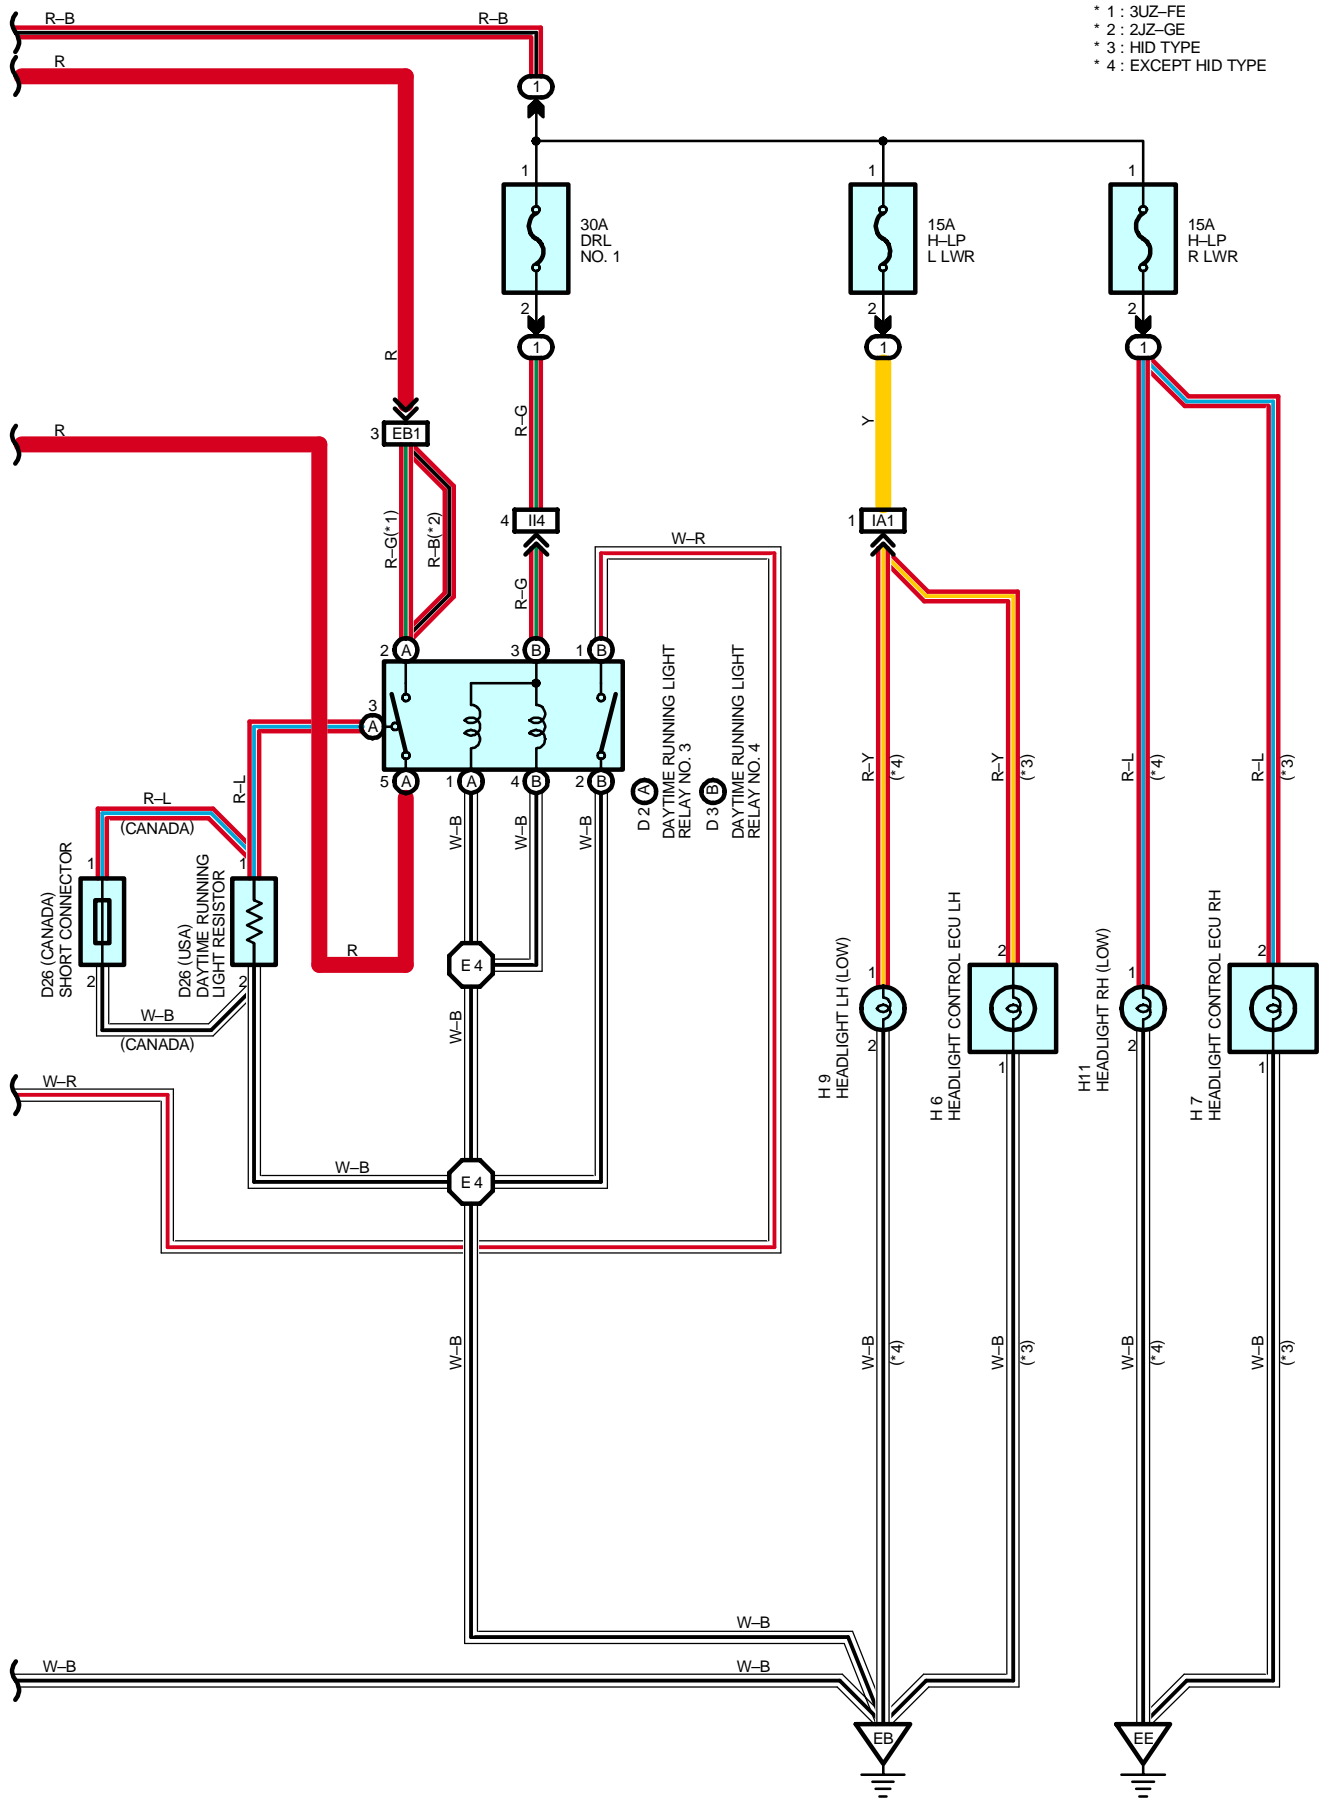 R–B
R–B
R
* 1 : 3UZ–FE
* 2 : 2JZ–GE
* 3 : HID TYPE
* 4 : EXCEPT HID TYPE
1
1
1
1
30A
DRL
NO. 1
15A
H–LP
L LWR
15A
H–LP
R LWR
2
2
2
1
1
1
R
R–G
Y
R
3 EB1
R–G(*1)
R–B(*2)
4 II4
1 IA1
W–R
R–G
2 A
3 B
1 B
3
A
5 A
1 A
4 B
2 B
D 2 A
DAYTIME RUNNING LIGHT
RELAY NO. 3
D 3 B
DAYTIME RUNNING LIGHT
RELAY NO. 4
R–Y
(*4)
R–Y
(*3)
R–L
(*4)
R–L
(*3)
R–L
R–L
(CANADA)
W–B
W–B
W–B
1
1
D26 (CANADA)
SHORT CONNECTOR
D26 (USA)
DAYTIME RUNNING
LIGHT RESISTOR
2
2
R
E 4
W–B
(CANADA)
W–B
1
2
1
2
H 9
HEADLIGHT LH (LOW)
H 6
HEADLIGHT CONTROL ECU LH
H11
HEADLIGHT RH (LOW)
H 7
HEADLIGHT CONTROL ECU RH
2
1
2
1
W–R
W–B
E 4
W–B
W–B
(*4)
W–B
(*3)
W–B
(*4)
W–B
(*3)
W–B
W–B
W–B
EB
EE